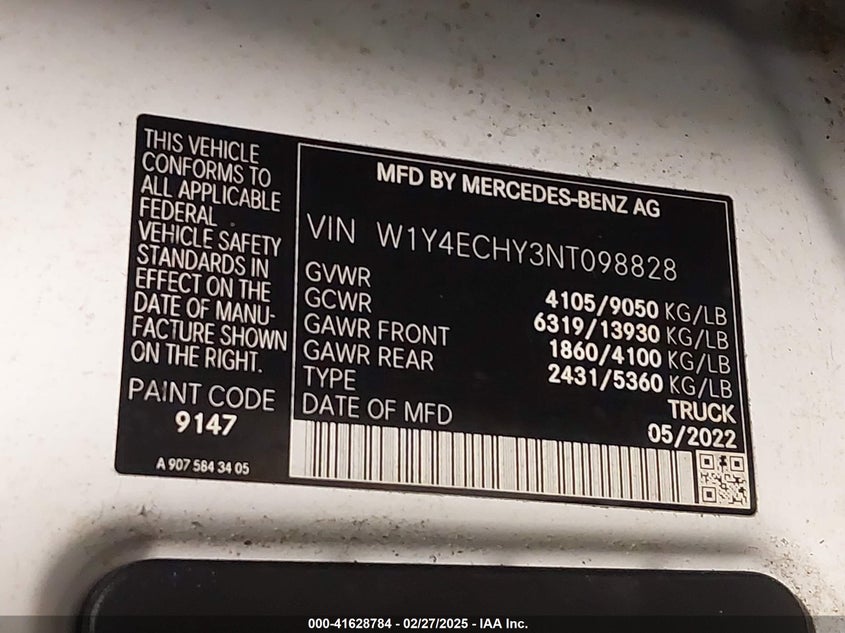 THIS VEHICLE
CONFORMS TO
ALL APPLICABLE
FEDERAL
VEHICLE SAFETY
STANDARDS IN
EFFECT ON THE
DATE OF MANU-
FACTURE SHOWN
ON THE RIGHT.
PAINT CODE
9147
A 907 584 34 05
MFD BY MERCEDES-BENZ AG
VIN W1Y4ECHY3NT098828
GVWR 4105/9050 KG/LB
GCWR 6319/13930 KG/LB
GAWR FRONT 1860/4100 KG/LB
GAWR REAR 2431/5360 KG/LB
TYPE TRUCK
DATE OF MFD 05/2022
000-41628784 - 02/27/2025 - IAA Inc.